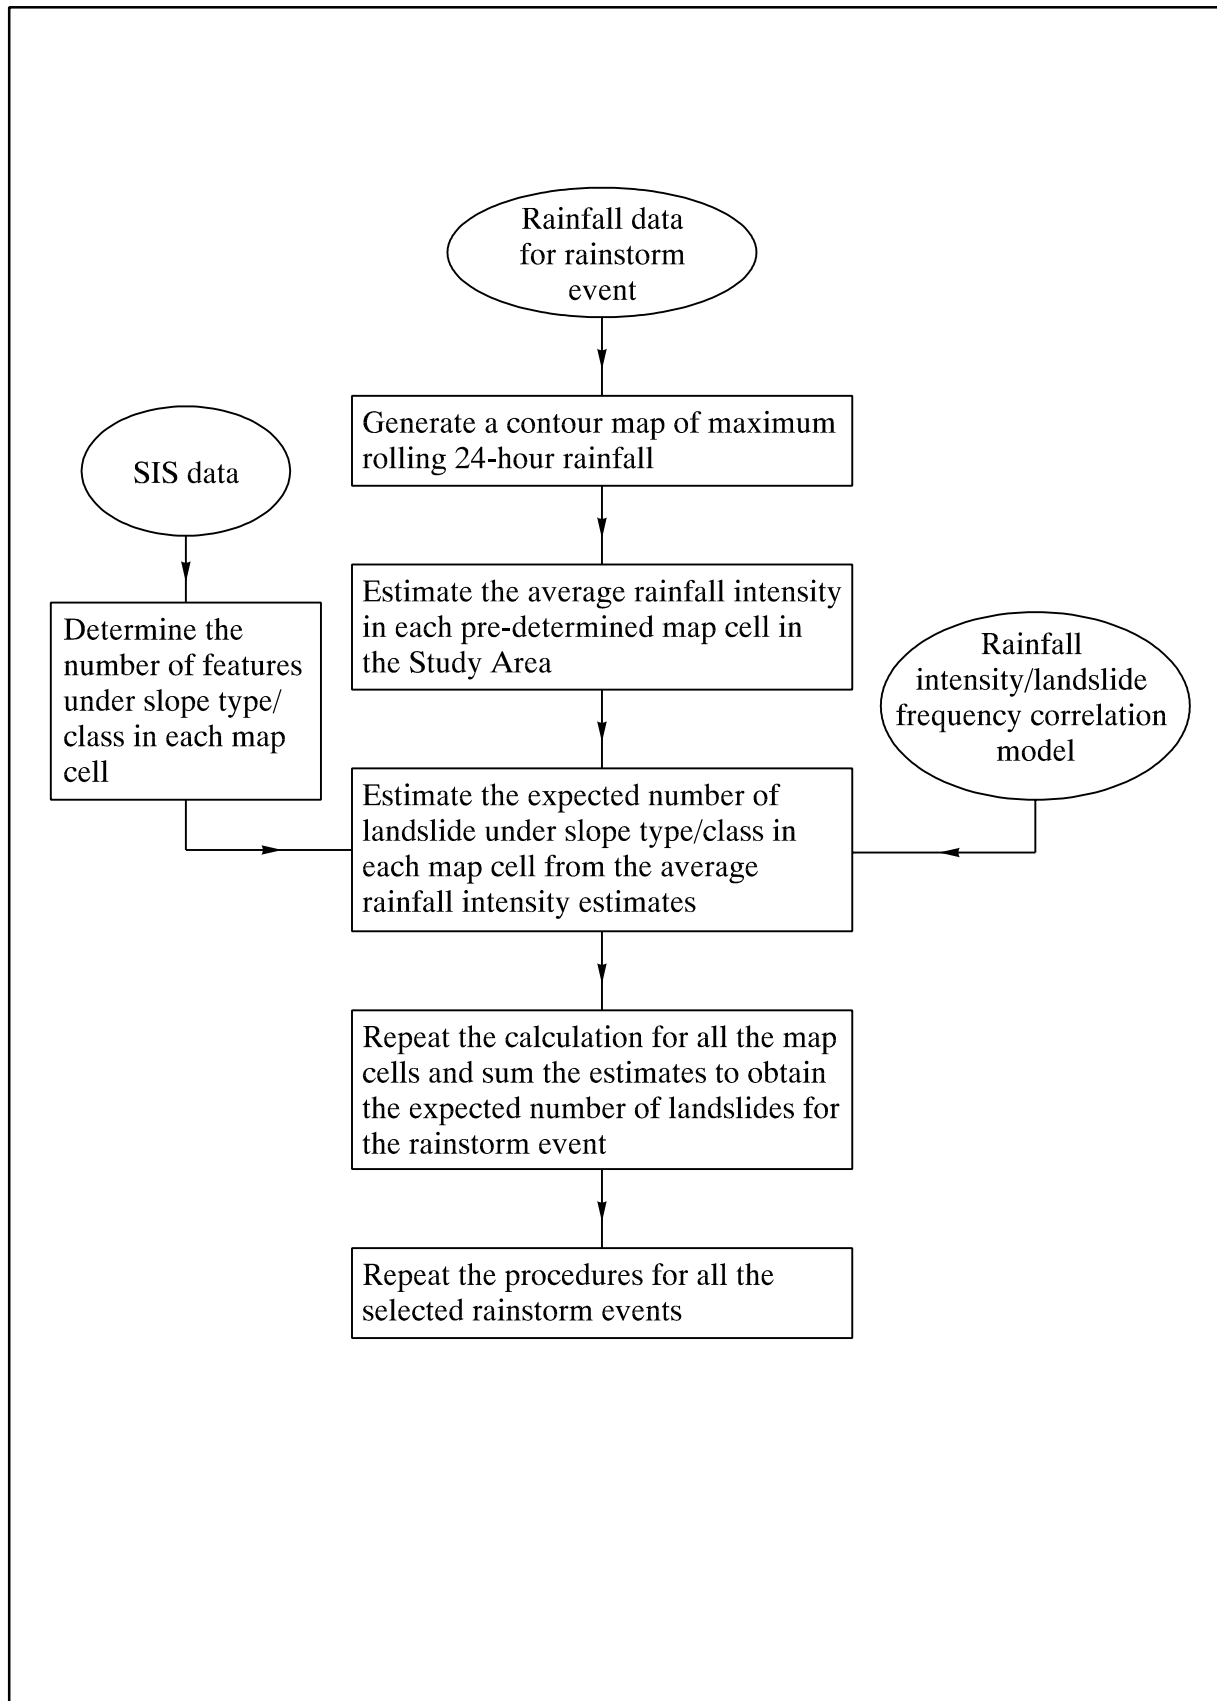 Rainfall data
for rainstorm
event
Generate a contour map of maximum
rolling 24-hour rainfall
SIS data
Estimate the average rainfall intensity
in each pre-determined map cell in
the Study Area
Determine the
number of features
under slope type/
class in each map
cell
Rainfall
intensity/landslide
frequency correlation
model
Estimate the expected number of
landslide under slope type/class in
each map cell from the average
rainfall intensity estimates
Repeat the calculation for all the map
cells and sum the estimates to obtain
the expected number of landslides for
the rainstorm event
Repeat the procedures for all the
selected rainstorm events